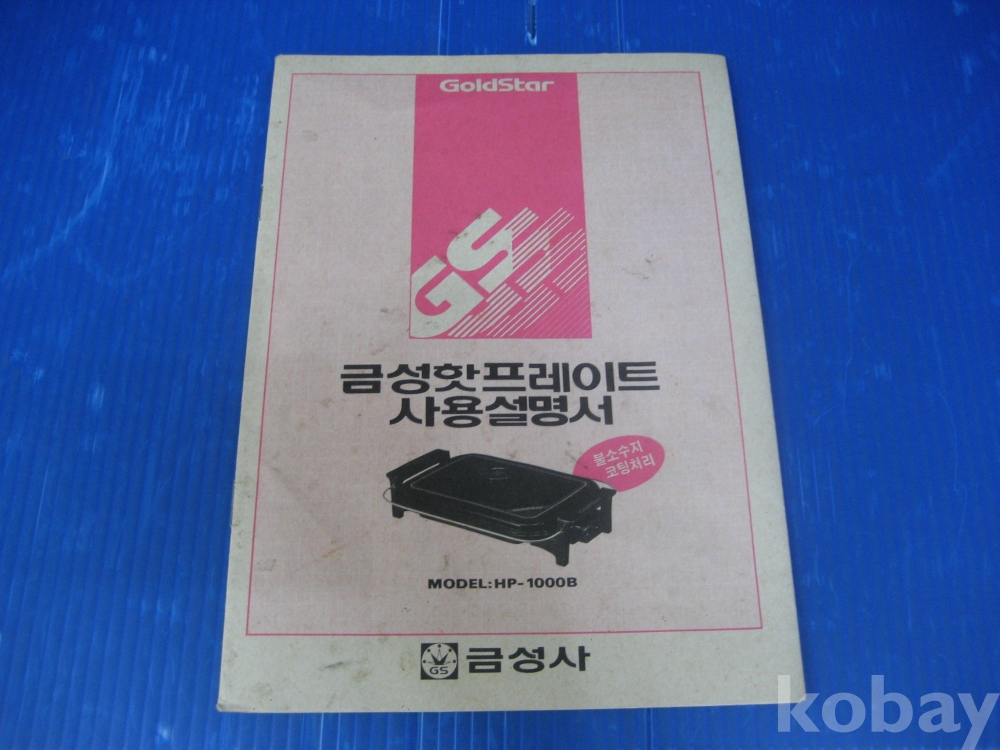 GoldStar
GS
금성핫프레이트
사용설명서
불소수지
코팅처리
MODEL:HP-1000B
GS 금성사
kobay